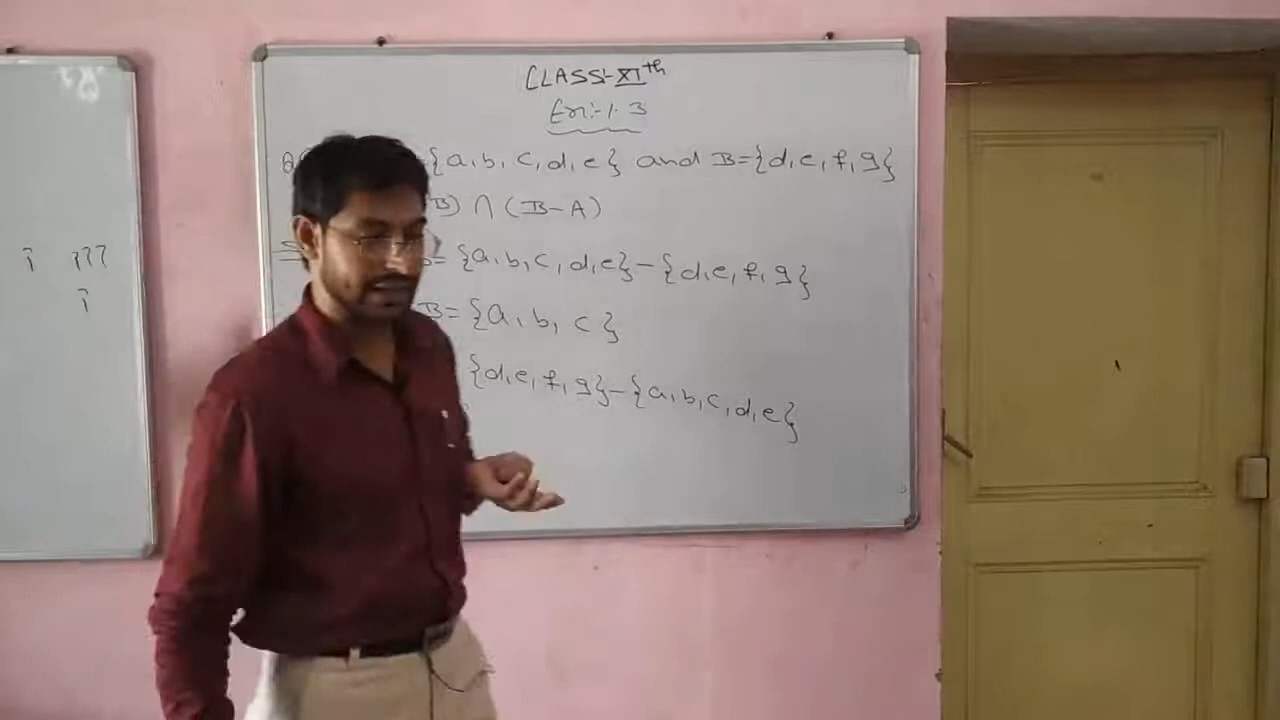 CLASS-XIth
Ex:-1.3
{a,b,c,d,e} and B={d,e,f,g}
B) ∩ (B-A)
= {a,b,c,d,e}-{d,e,f,g}
B= {a,b,c}
{d,e,f,g}-{a,b,c,d,e}